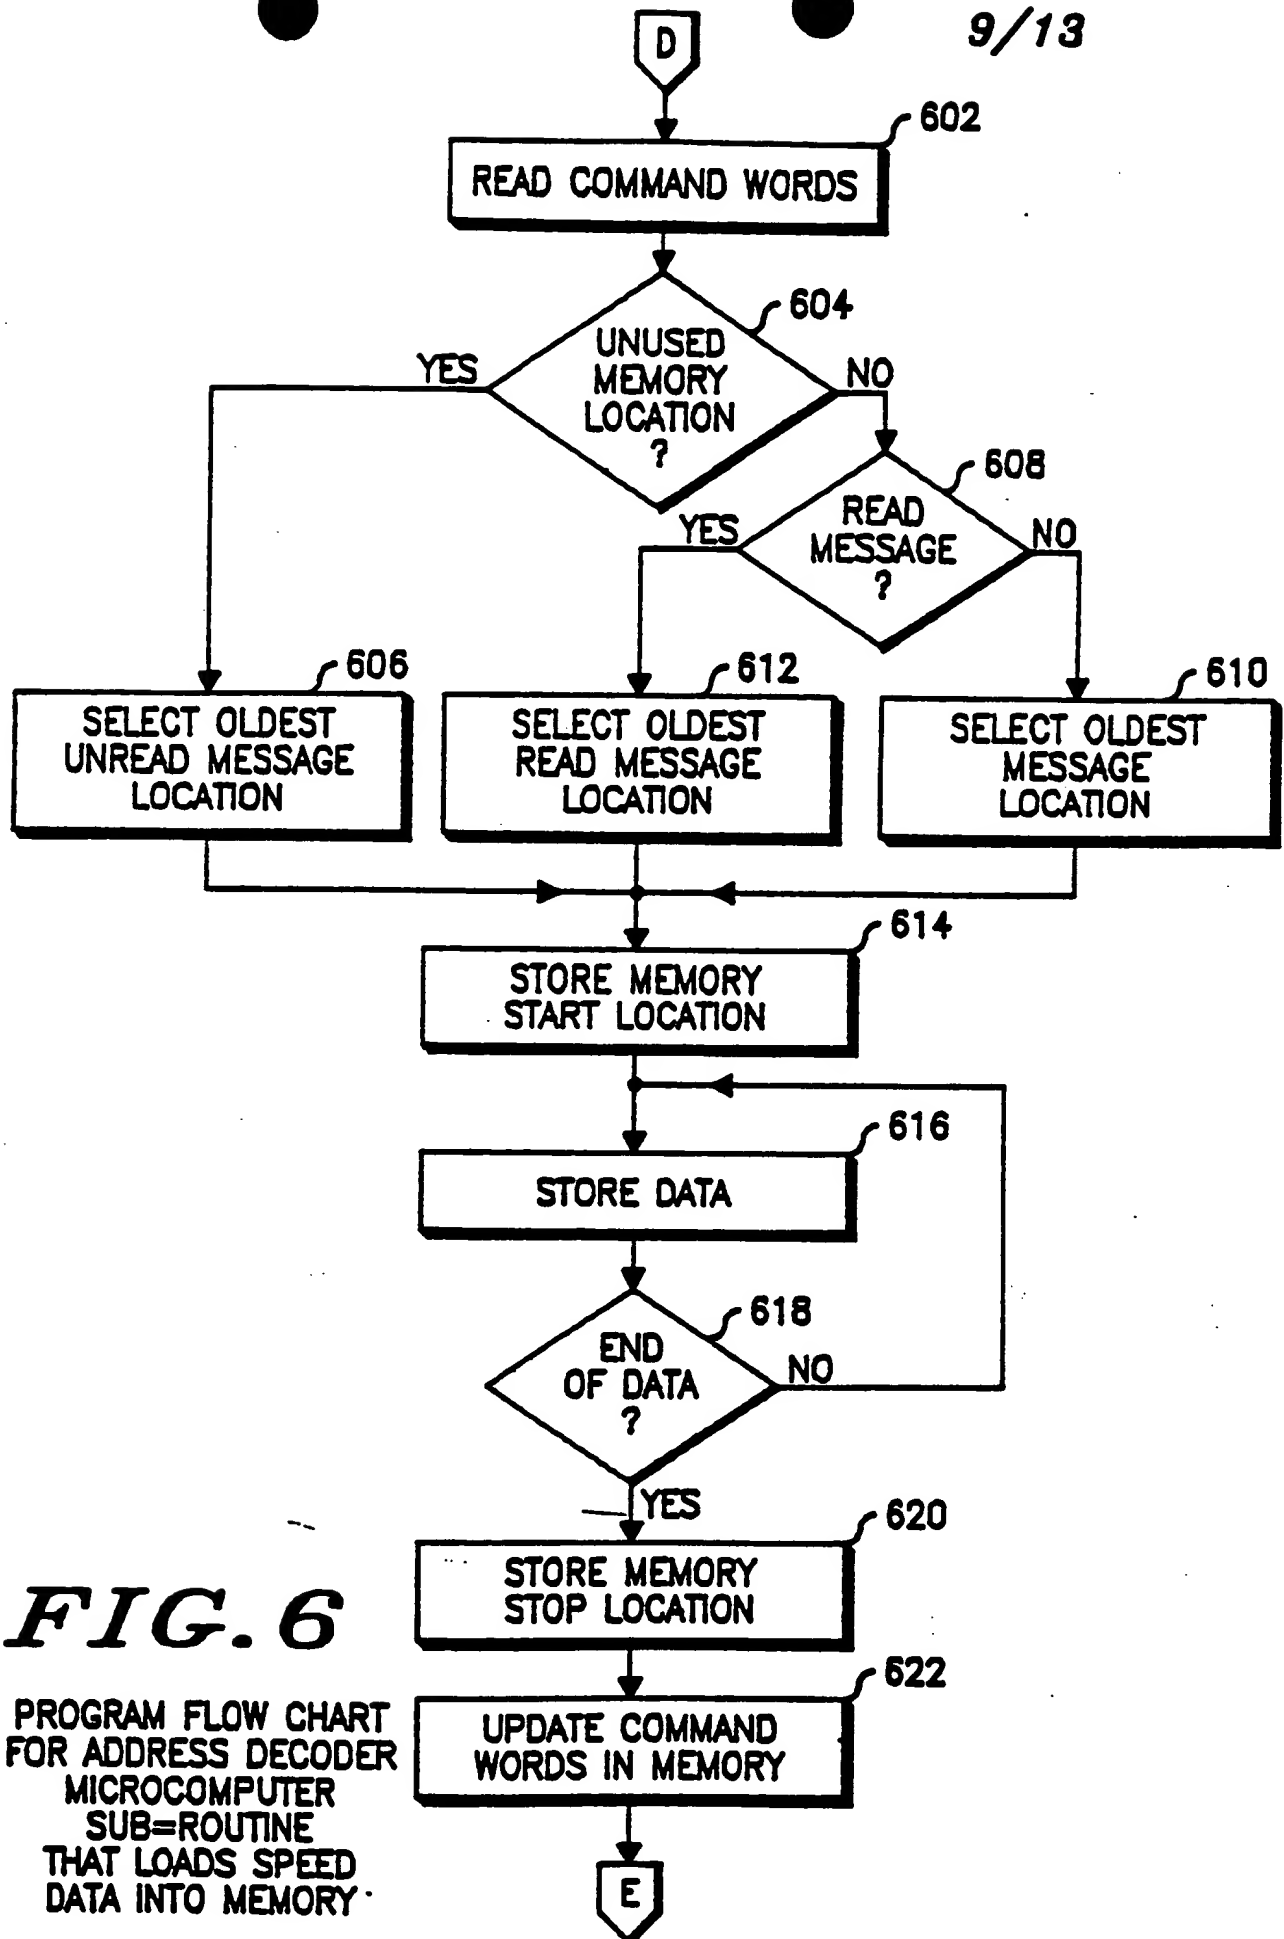 9/13
D
602
READ COMMAND WORDS
604
UNUSED
MEMORY
LOCATION
?
YES
NO
608
READ
MESSAGE
?
YES
NO
606
SELECT OLDEST
UNREAD MESSAGE
LOCATION
612
SELECT OLDEST
READ MESSAGE
LOCATION
610
SELECT OLDEST
MESSAGE
LOCATION
614
STORE MEMORY
START LOCATION
616
STORE DATA
618
END
OF DATA
?
NO
YES
620
STORE MEMORY
STOP LOCATION
622
UPDATE COMMAND
WORDS IN MEMORY
E
FIG. 6
PROGRAM FLOW CHART
FOR ADDRESS DECODER
MICROCOMPUTER
SUB=ROUTINE
THAT LOADS SPEED
DATA INTO MEMORY